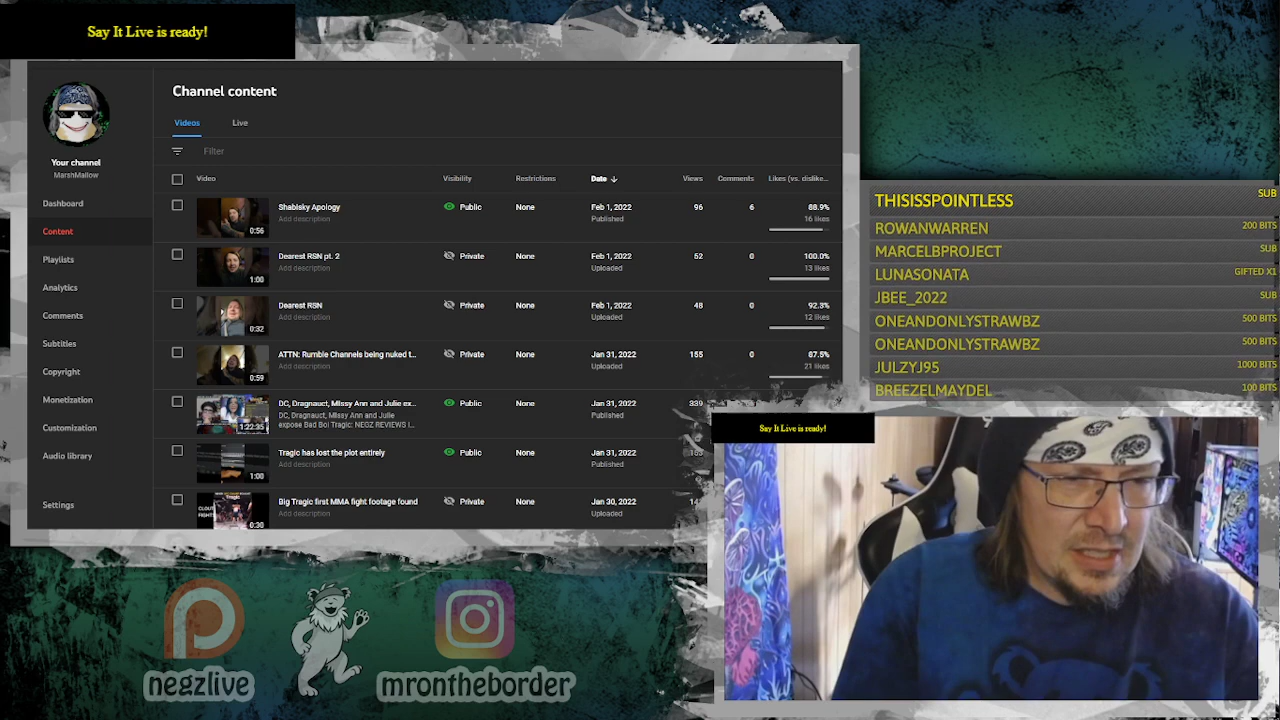 Say It Live is ready!
Channel content
Videos
Live
Filter
Your channel
MarshMallow
Dashboard
Content
Playlists
Analytics
Comments
Subtitles
Copyright
Monetization
Customization
Audio library
Settings
Video Visibility Restrictions Date Views Comments Likes (vs. dislike...
Shabbshy Apology Public None Feb 1, 2022 96 6 88.9%
Add description Published 16 likes
0:56
Dearest RSN pt. 2 Private None Feb 1, 2022 52 0 100.0%
Add description Uploaded 13 likes
1:00
Dearest RSN Private None Feb 1, 2022 48 0 92.3%
Add description Uploaded 12 likes
0:32
ATTN: Rumble Channels being nuked t... Private None Jan 31, 2022 155 0 87.5%
Add description Uploaded 21 likes
0:59
DC, Dragnauct, Missy Ann and Julie ex... Public None Jan 31, 2022 339
DC, Dragnauct, Missy Ann and Julie Published
expose Bad Boi Tragic: NEGZ REVIEWS I...
1:22:35
Tragic has lost the plot entirely Public None Jan 31, 2022 153
Add description Published
1:00
Big Tragic first MIMA fight footage found Private None Jan 30, 2022
Add description Uploaded
0:30
THISISPOINTLESS SUB
ROWANWARREN 200 BITS
MARCELBPROJECT SUB
LUNASONATA GIFTED X1
JBEE_2022 SUB
ONEANDONLYSTRAWBZ 500 BITS
ONEANDONLYSTRAWBZ 500 BITS
JULZYJ95 1000 BITS
BREEZELMAYDEL 100 BITS
Say It Live is ready!
negzlive
mrontheborder